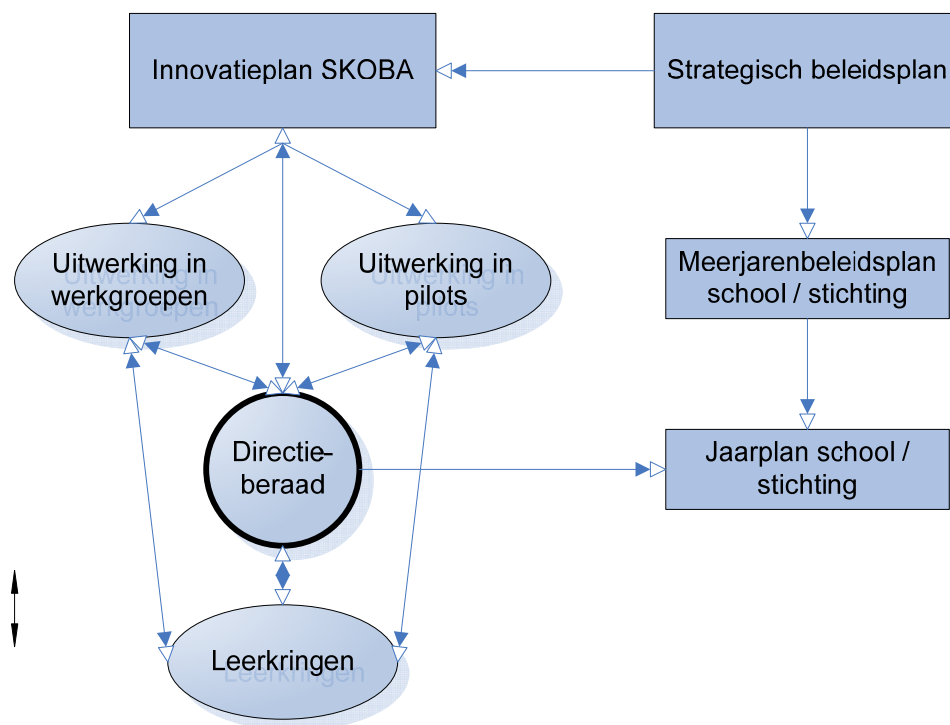 Innovatieplan SKOBA
Strategisch beleidsplan
Uitwerking in
werkgroepen
Uitwerking in
pilots
Meerjarenbeleidsplan
school / stichting
Directie-
beraad
Jaarplan school /
stichting
Leerkringen